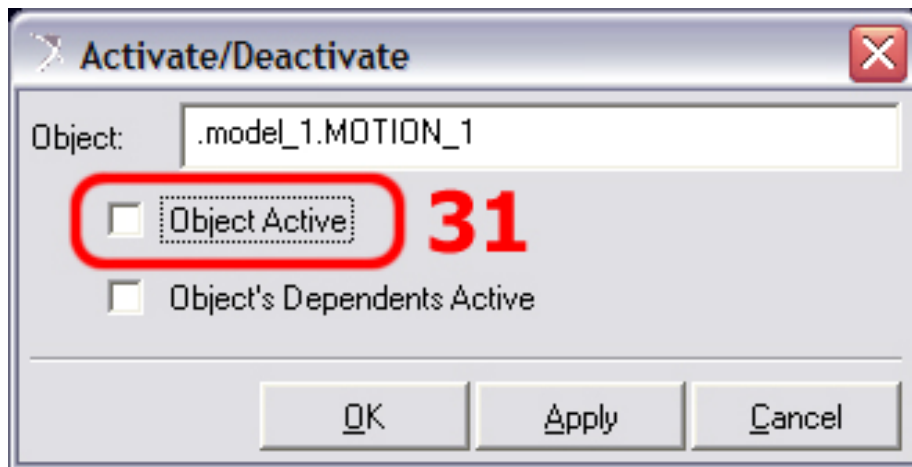 Activate/Deactivate
Object: .model_1.MOTION_1
Object Active 31
Object's Dependents Active
OK Apply Cancel